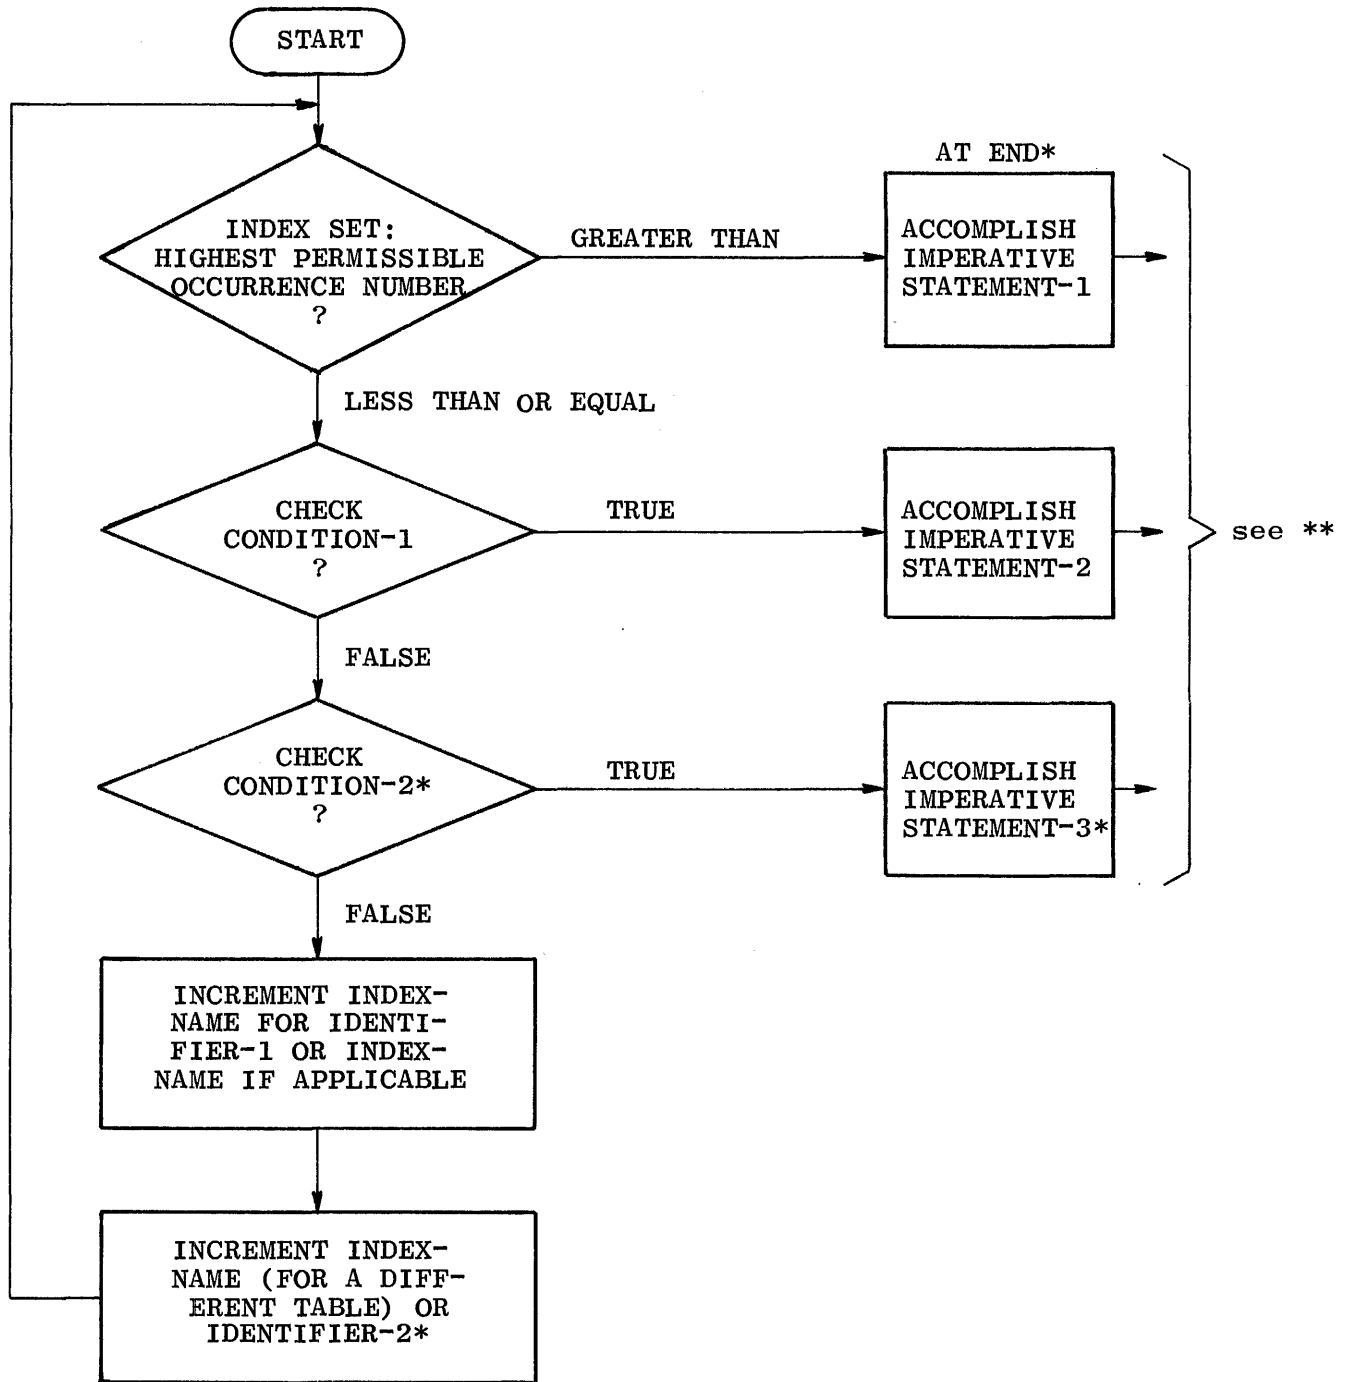 START
AT END*
INDEX SET:
HIGHEST PERMISSIBLE
OCCURRENCE NUMBER
?
GREATER THAN
ACCOMPLISH
IMPERATIVE
STATEMENT-1
LESS THAN OR EQUAL
CHECK
CONDITION-1
?
TRUE
ACCOMPLISH
IMPERATIVE
STATEMENT-2
see **
FALSE
CHECK
CONDITION-2*
?
TRUE
ACCOMPLISH
IMPERATIVE
STATEMENT-3*
FALSE
INCREMENT INDEX-
NAME FOR IDENTI-
FIER-1 OR INDEX-
NAME IF APPLICABLE
INCREMENT INDEX-
NAME (FOR A DIFF-
ERENT TABLE) OR
IDENTIFIER-2*